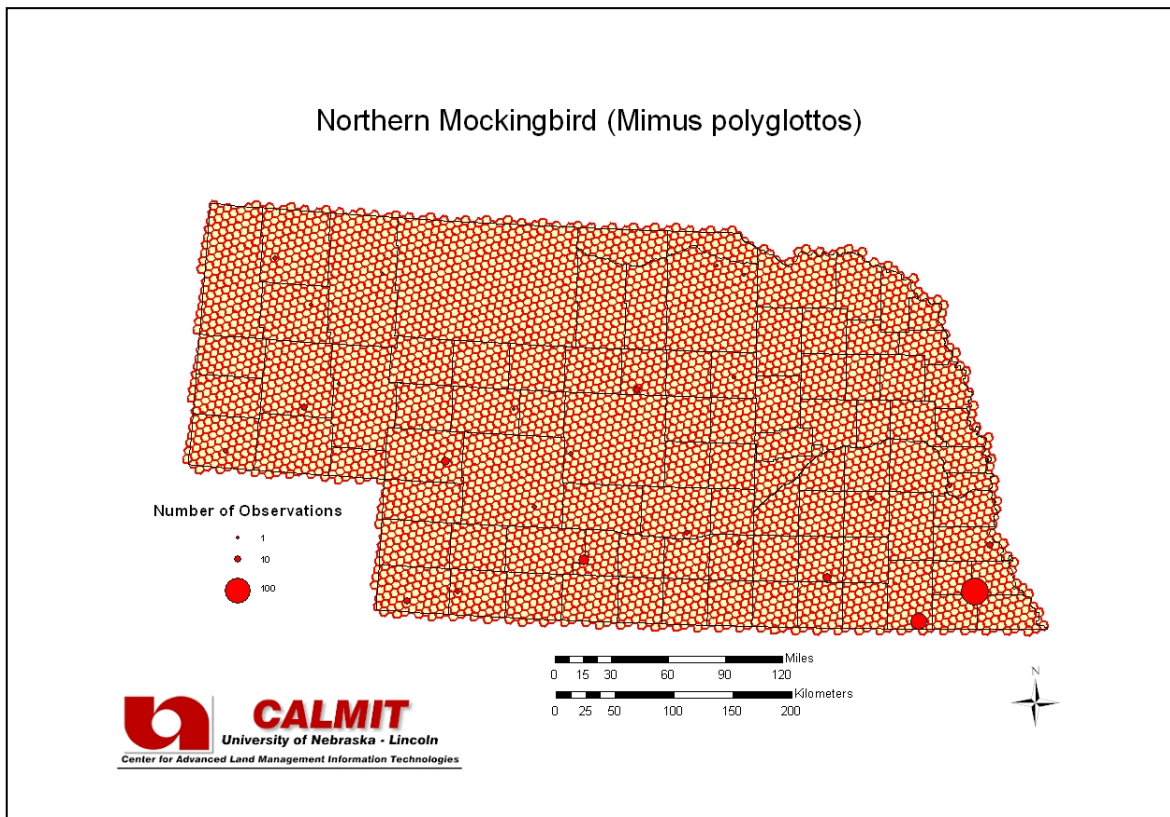 Northern Mockingbird (Mimus polyglottos)
Number of Observations
1
10
100
Miles
0 15 30 60 90 120
Kilometers
0 25 50 100 150 200
N
CALMIT
University of Nebraska - Lincoln
Center for Advanced Land Management Information Technologies